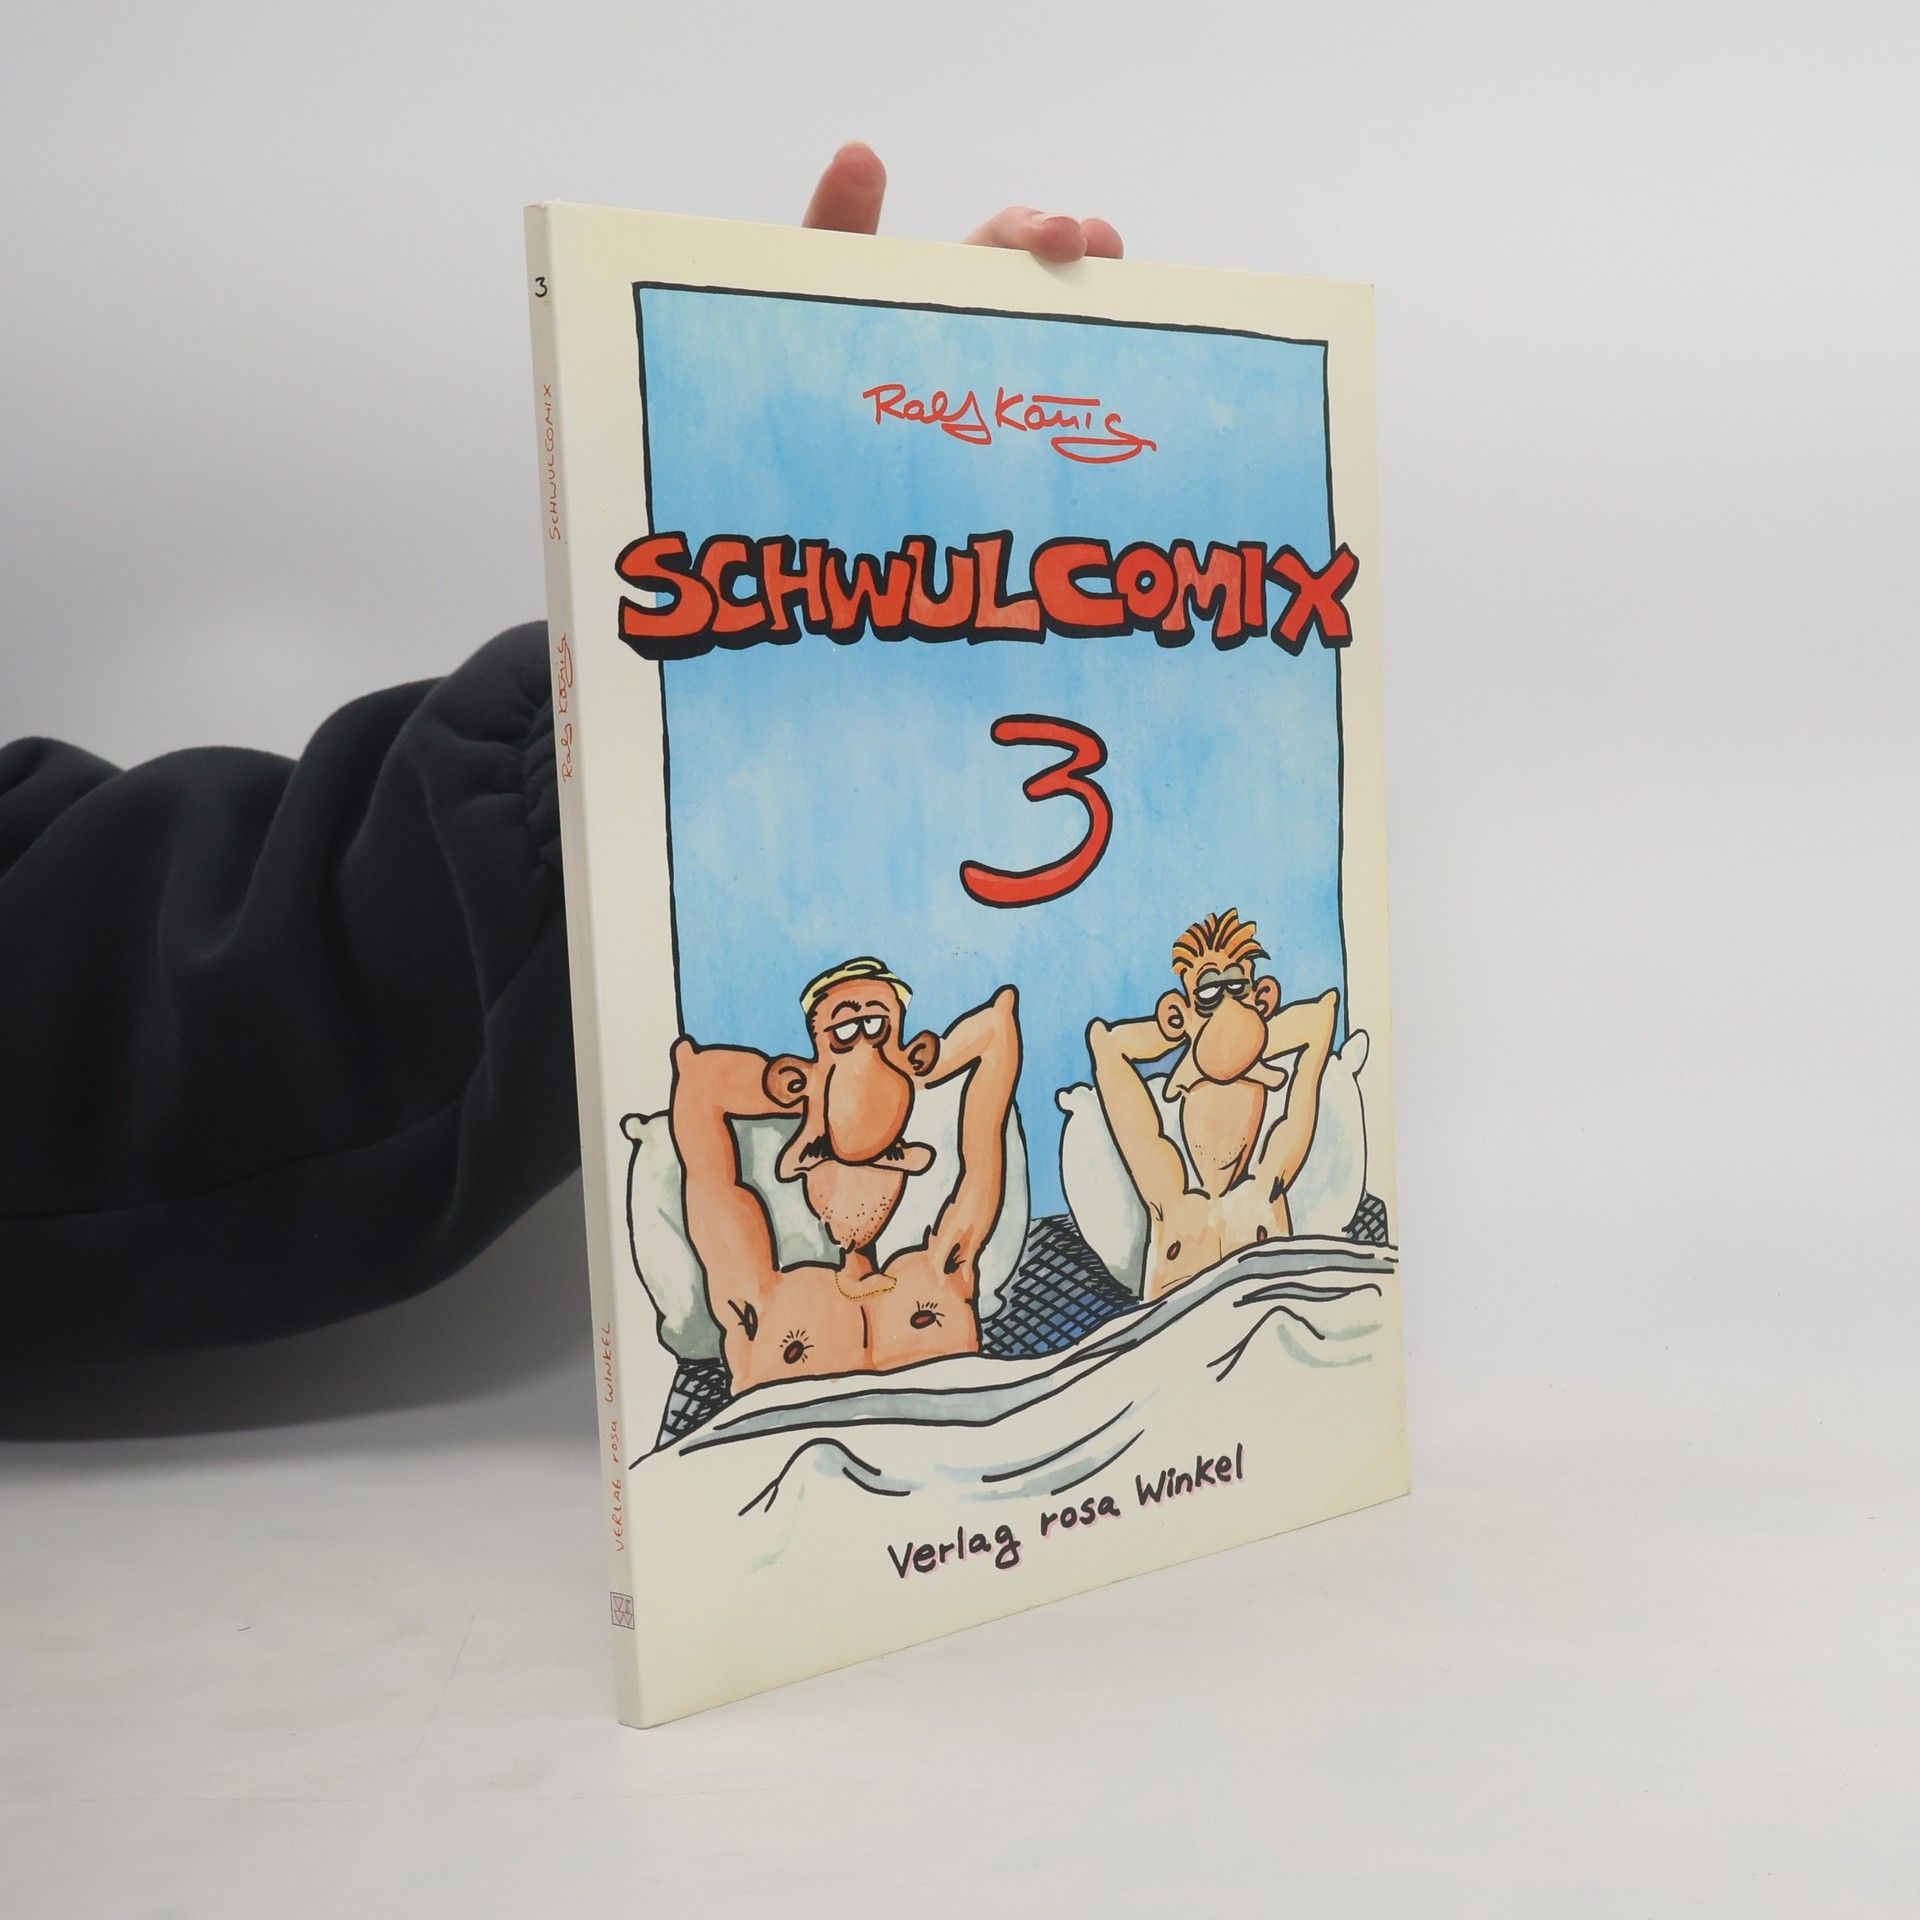 Ralf König
SCHWULCOMIX
3
Verlag rosa Winkel
3
SCHWULCOMIX
Ralf König
VERLAG rosa WINKEL